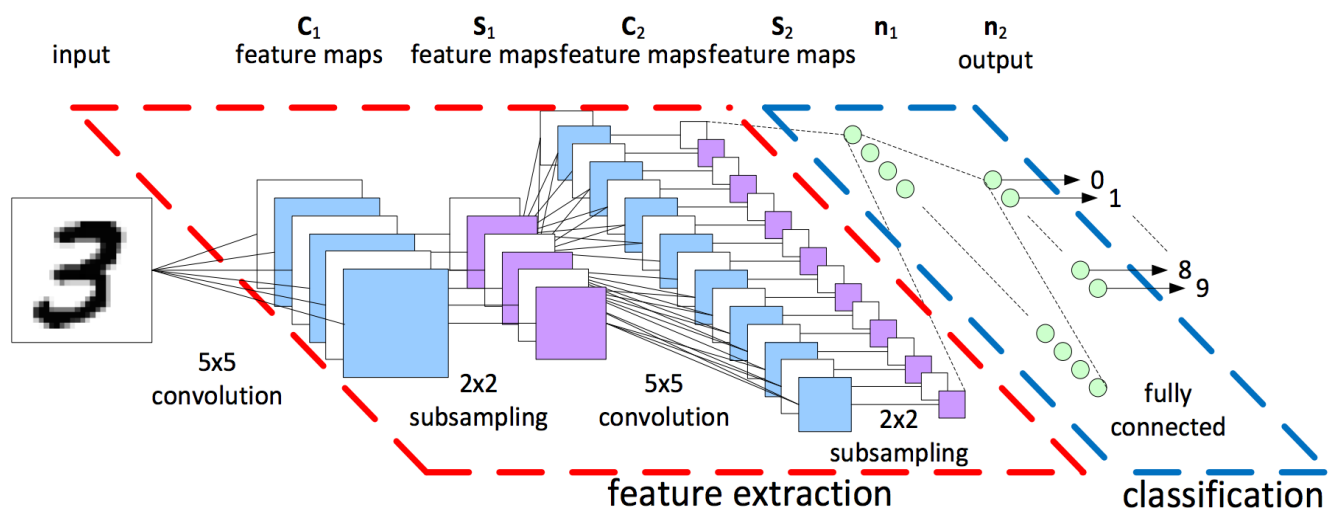 input
C1
feature maps
S1
feature maps
C2
feature maps
S2
feature maps
n1
n2
output
0
1
8
9
5x5
convolution
2x2
subsampling
5x5
convolution
2x2
subsampling
fully
connected
feature extraction
classification